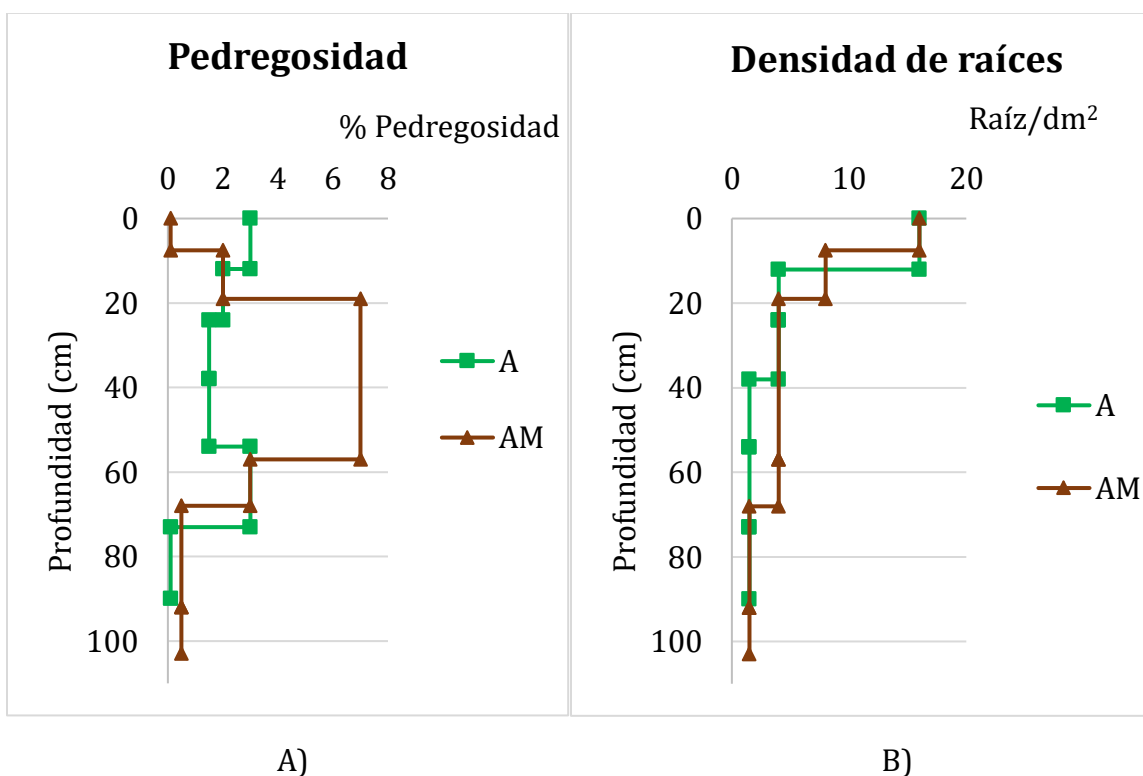 Pedregosidad
% Pedregosidad
0 2 4 6 8
0
20
40
60
80
100
Profundidad (cm)
A
AM
A)
Densidad de raíces
Raíz/dm²
0 10 20
0
20
40
60
80
100
Profundidad (cm)
A
AM
B)